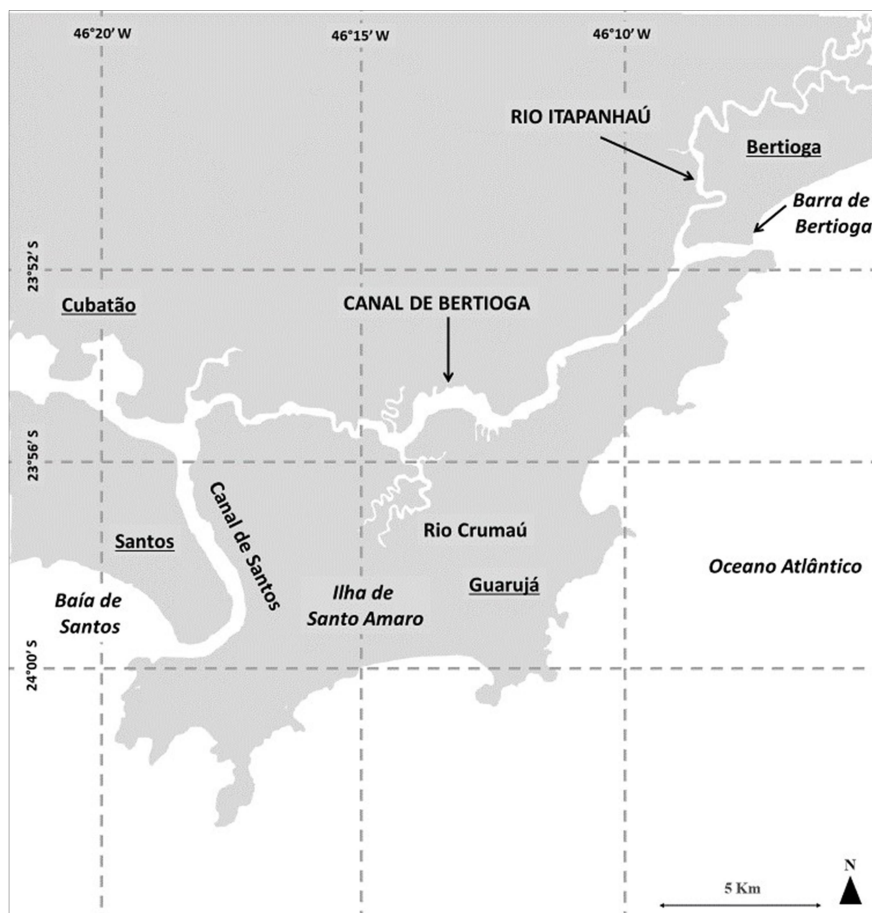 46°20' W
46°15' W
46°10' W
RIO ITAPANHAÚ
Bertioga
Barra de
Bertioga
23°52' S
Cubatão
CANAL DE BERTIOGA
23°56' S
Canal de Santos
Rio Crumaú
Santos
Oceano Atlântico
Guarujá
Ilha de
Santo Amaro
Baía de
Santos
24°00' S
N
5 Km